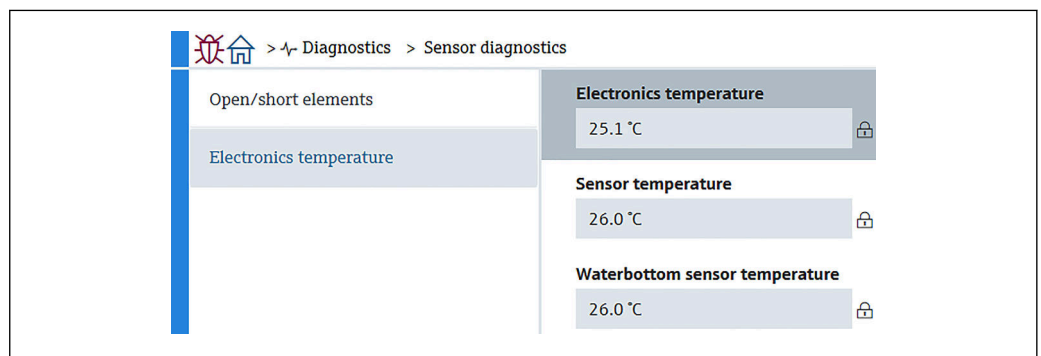 > Diagnostics > Sensor diagnostics
Open/short elements
Electronics temperature
Electronics temperature
25.1 °C
Sensor temperature
26.0 °C
Waterbottom sensor temperature
26.0 °C